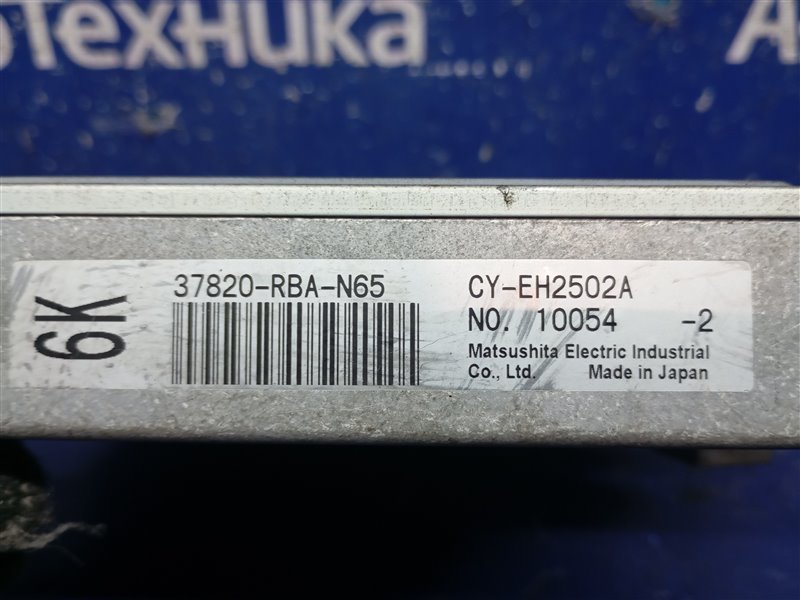 Техника
А
6K
37820-RBA-N65
CY-EH2502A
NO. 10054 -2
Matsushita Electric Industrial
Co., Ltd. Made in Japan